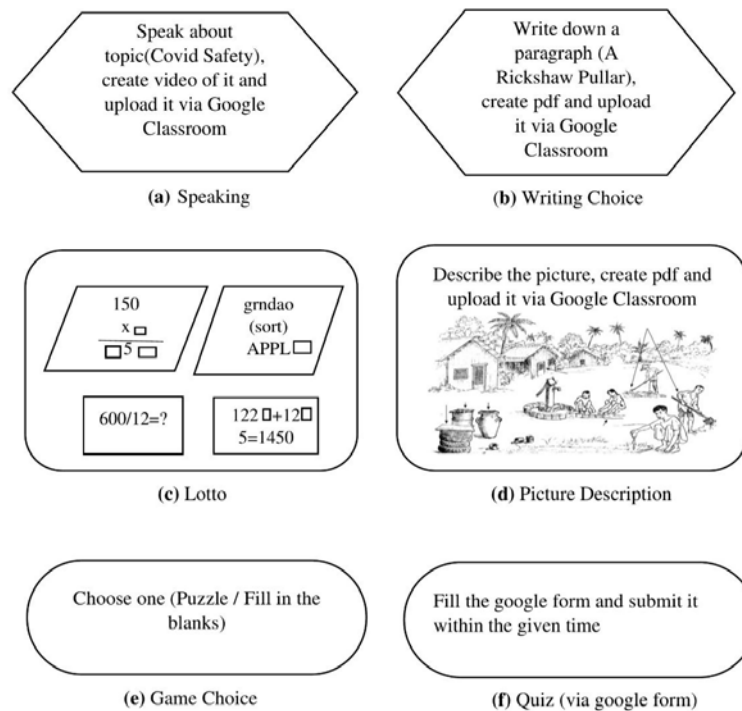 Speak about
topic(Covid Safety),
create video of it and
upload it via Google
Classroom
(a) Speaking
Write down a
paragraph (A
Rickshaw Pullar),
create pdf and upload
it via Google
Classroom
(b) Writing Choice
150
x □
□ 5 □
grndao
(sort)
APPL□
600/12=?
122□+12□
5=1450
(c) Lotto
Describe the picture, create pdf and
upload it via Google Classroom
(d) Picture Description
Choose one (Puzzle / Fill in the
blanks)
(e) Game Choice
Fill the google form and submit it
within the given time
(f) Quiz (via google form)